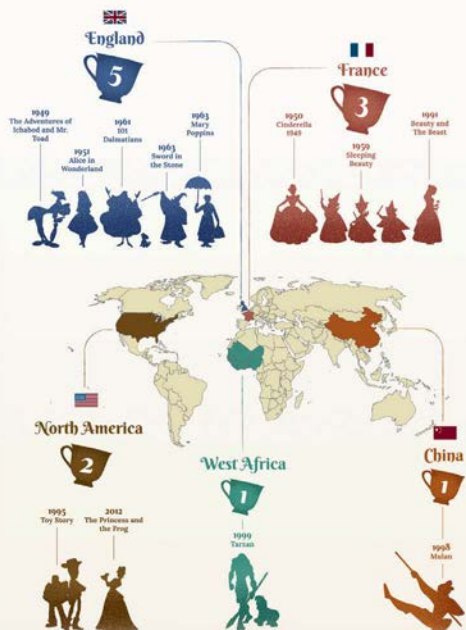 England
5
1949
The Adventures of
Ichabod and Mr.
Toad
1951
Alice in
Wonderland
1961
101
Dalmatians
1963
Sword in
the Stone
1963
Mary
Poppins
France
3
1950
Cinderella
1949
1959
Sleeping
Beauty
1991
Beauty and
The Beast
North America
2
1995
Toy Story
2012
The Princess and
the Frog
West Africa
1
1999
Tarzan
China
1
1998
Mulan